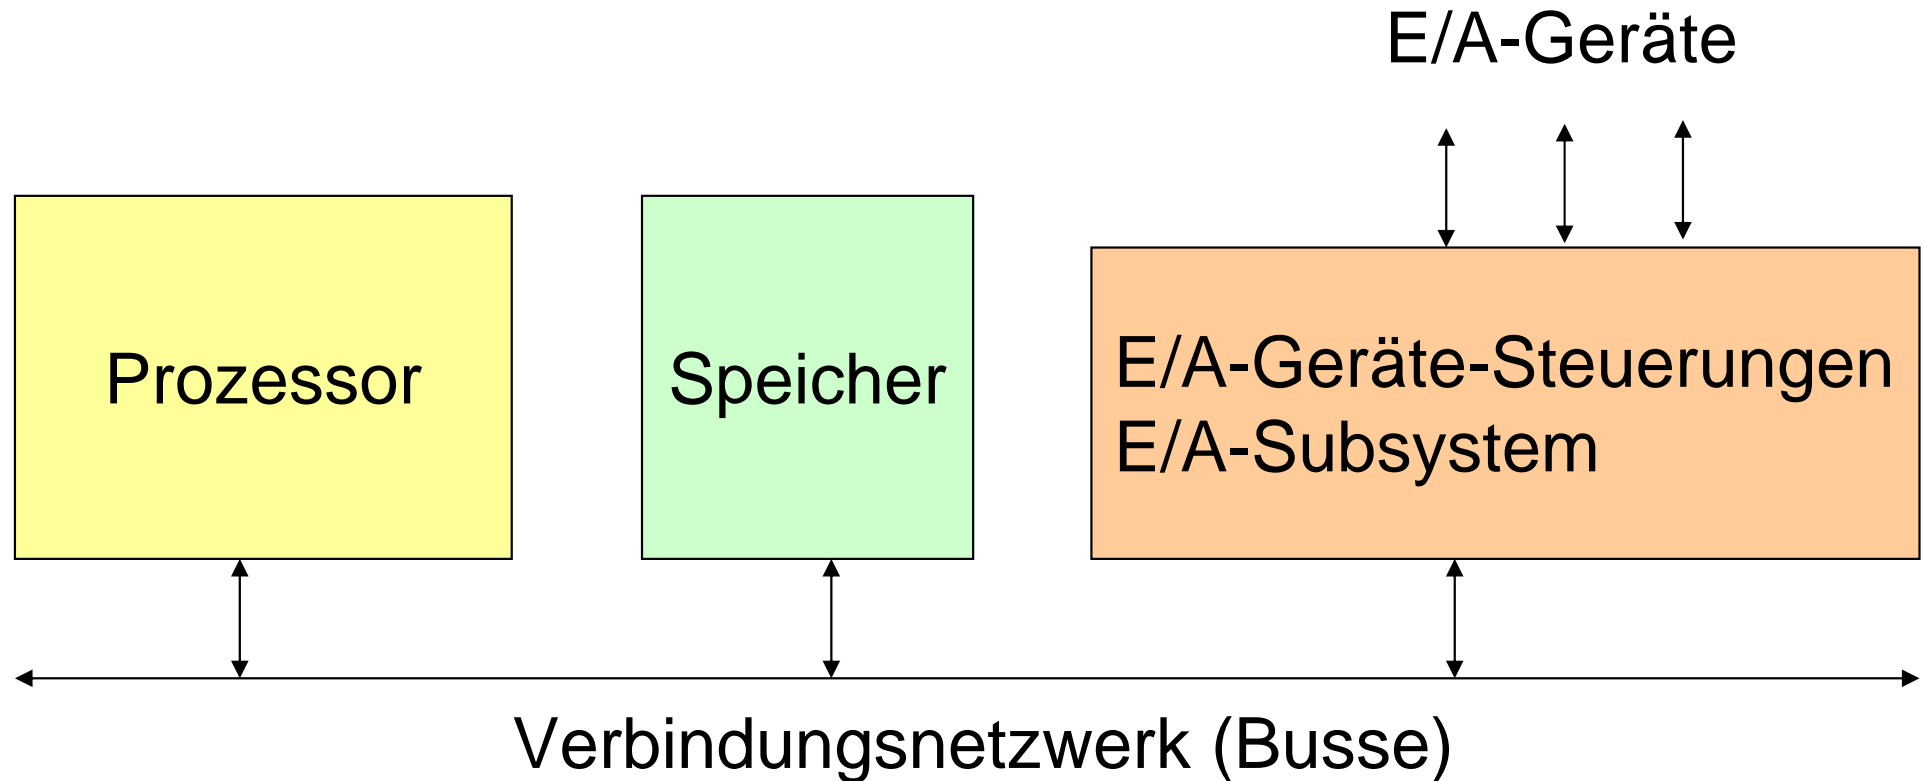 E/A-Geräte
Prozessor
Speicher
E/A-Geräte-Steuerungen
E/A-Subsystem
Verbindungsnetzwerk (Busse)